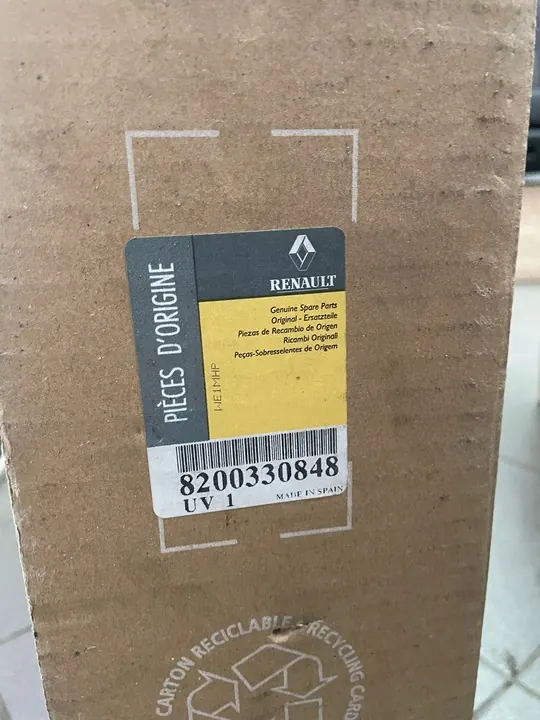 PIÈCES D'ORIGINE
RENAULT
Genuine Spare Parts
Original - Ersatzteile
Piezas de Recambio de Origen
Ricambi Originali
Peças-Sobresselentes de Origem
WE1MHP
8200330848
UV 1
MADE IN SPAIN
CARTON RECICLABLE - RECYCLING CARD